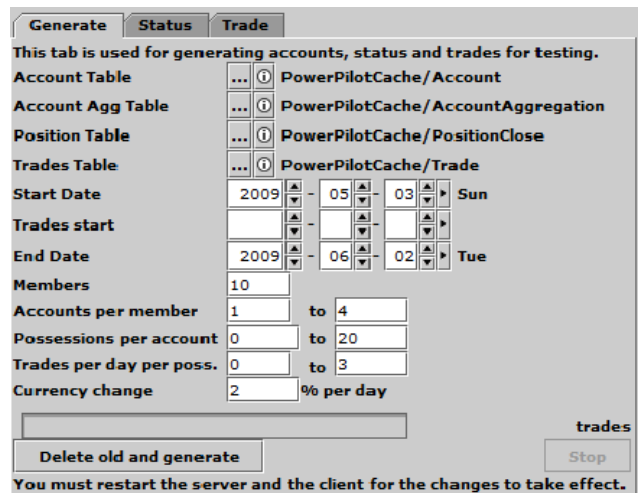 Generate Status Trade
This tab is used for generating accounts, status and trades for testing.
Account Table ... PowerPilotCache/Account
Account Agg Table ... PowerPilotCache/AccountAggregation
Position Table ... PowerPilotCache/PositionClose
Trades Table ... PowerPilotCache/Trade
Start Date 2009 - 05 - 03 Sun
Trades start - -
End Date 2009 - 06 - 02 Tue
Members 10
Accounts per member 1 to 4
Possessions per account 0 to 20
Trades per day per poss. 0 to 3
Currency change 2 % per day
trades
Delete old and generate Stop
You must restart the server and the client for the changes to take effect.